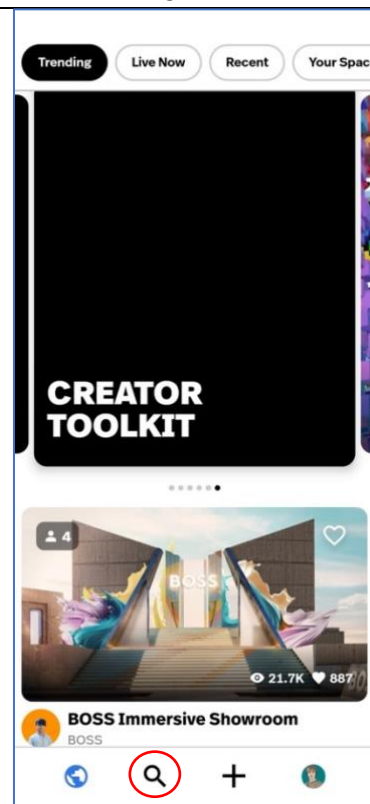 Trending Live Now Recent Your Spac
CREATOR
TOOLKIT
4
BOSS
21.7K 887
BOSS Immersive Showroom
BOSS